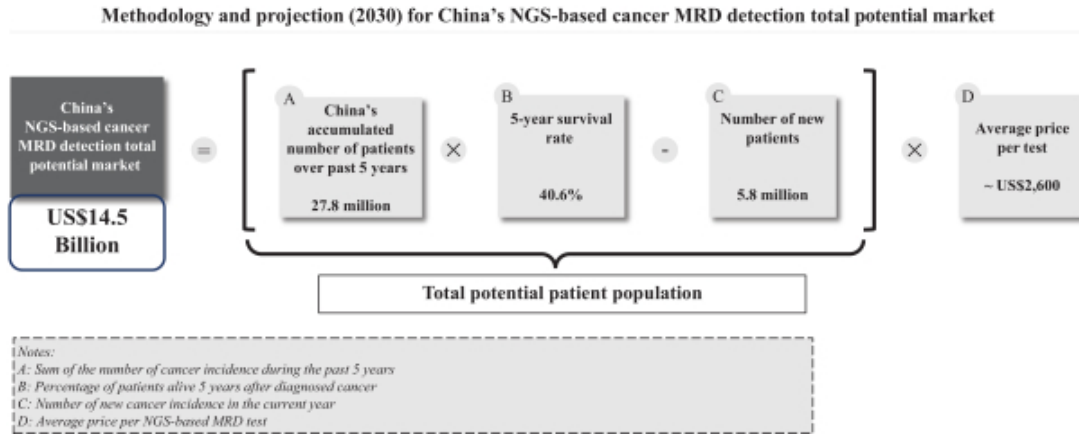 Methodology and projection (2030) for China's NGS-based cancer MRD detection total potential market
China's
NGS-based cancer
MRD detection total
potential market
US$14.5
Billion
=
[
A
China's
accumulated
number of patients
over past 5 years
27.8 million
×
B
5-year survival
rate
40.6%
-
C
Number of new
patients
5.8 million
]
×
D
Average price
per test
~ US$2,600
Total potential patient population
Notes:
A: Sum of the number of cancer incidence during the past 5 years
B: Percentage of patients alive 5 years after diagnosed cancer
C: Number of new cancer incidence in the current year
D: Average price per NGS-based MRD test